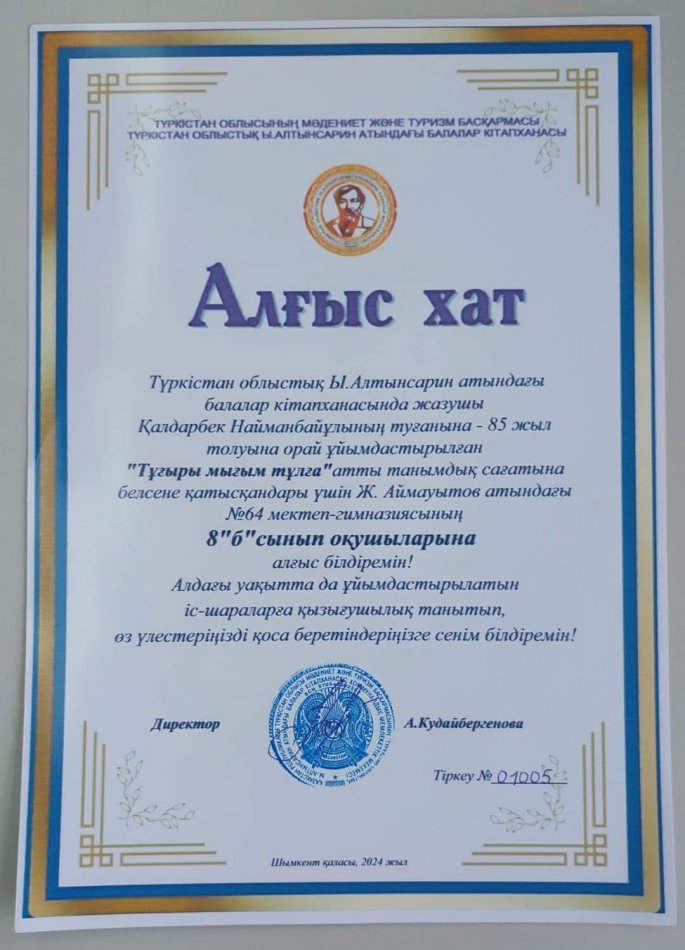 ТҮРКІСТАН ОБЛЫСЫНЫҢ МӘДЕНИЕТ ЖӘНЕ ТУРИЗМ БАСҚАРМАСЫ
ТҮРКІСТАН ОБЛЫСТЫҚ Ы.АЛТЫНСАРИН АТЫНДАҒЫ БАЛАЛАР КІТАПХАНАСЫ
Алғыс хат
Түркістан облыстық Ы.Алтынсарин атындағы
балалар кітапханасында жазушы
Қалдарбек Найманбайұлының туғанына - 85 жыл
толуына орай ұйымдастырылған
"Тұғыры мығым тұлға"атты танымдық сағатына
белсене қатысқандары үшін Ж. Аймауытов атындағы
№64 мектеп-гимназиясының
8"б"сынып оқушыларына
алғыс білдіремін!
Алдағы уақытта да ұйымдастырылатын
іс-шараларға қызығушылық танытып,
өз үлестеріңізді қоса беретіндеріңізге сенім білдіремін!
Директор А.Кудайбергенова
Тіркеу № 01005
Шымкент қаласы, 2024 жыл